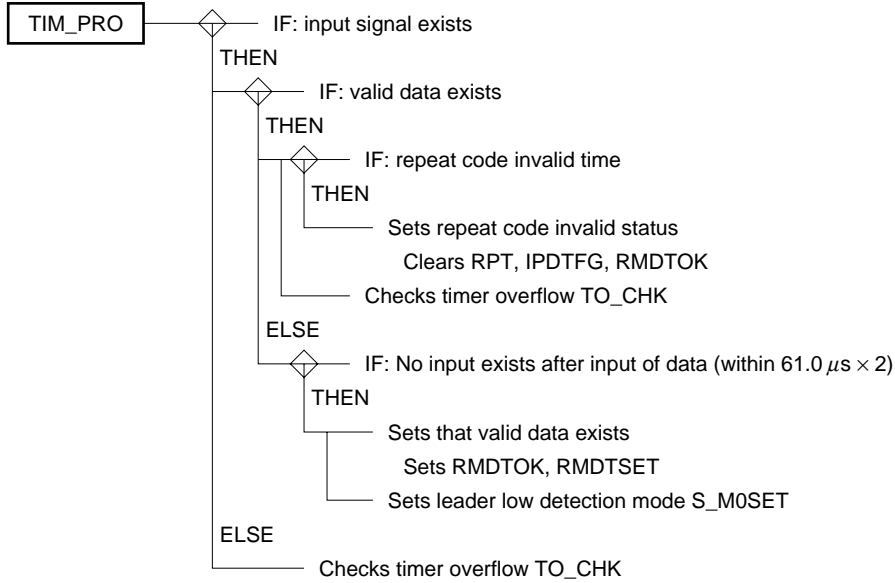 TIM_PRO
IF: input signal exists
THEN
IF: valid data exists
THEN
IF: repeat code invalid time
THEN
Sets repeat code invalid status
Clears RPT, IPDTFG, RMDTOK
Checks timer overflow TO_CHK
ELSE
IF: No input exists after input of data (within 61.0 μs × 2)
THEN
Sets that valid data exists
Sets RMDTOK, RMDTSET
Sets leader low detection mode S_M0SET
ELSE
Checks timer overflow TO_CHK